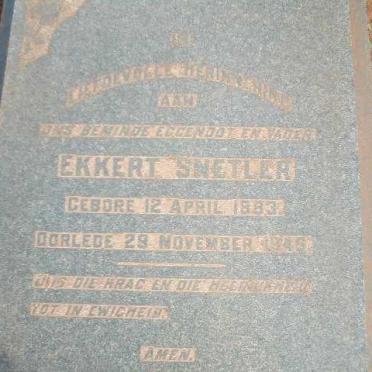 IN
LIEFDEVOLLE HERINNERING
AAN
ONS BEMINDE EGGENOOT EN VADER
EKKERT SNETLER
GEBORE 12 APRIL 1883.
OORLEDE 29 NOVEMBER
U IS DIE KRAG EN DIE HEERLIKHEID
TOT IN EWIGHEID.
AMEN.